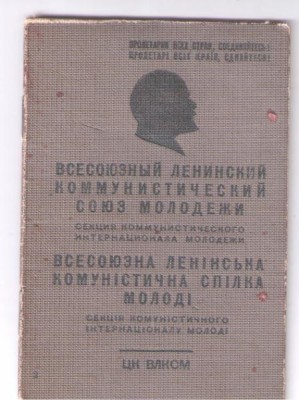 ПРОЛЕТАРИИ ВСЕХ СТРАН, СОЕДИНЯЙТЕСЬ!
ПРОЛЕТАРІ ВСІХ КРАЇН, ЄДНАЙТЕСЯ!
ВСЕСОЮЗНЫЙ ЛЕНИНСКИЙ
КОММУНИСТИЧЕСКИЙ
СОЮЗ МОЛОДЕЖИ
СЕКЦИЯ КОММУНИСТИЧЕСКОГО
ИНТЕРНАЦИОНАЛА МОЛОДЕЖИ
ВСЕСОЮЗНА ЛЕНІНСЬКА
КОМУНІСТИЧНА СПІЛКА
МОЛОДІ
СЕКЦІЯ КОМУНІСТИЧНОГО
ІНТЕРНАЦІОНАЛУ МОЛОДІ
ЦК ВЛКСМ